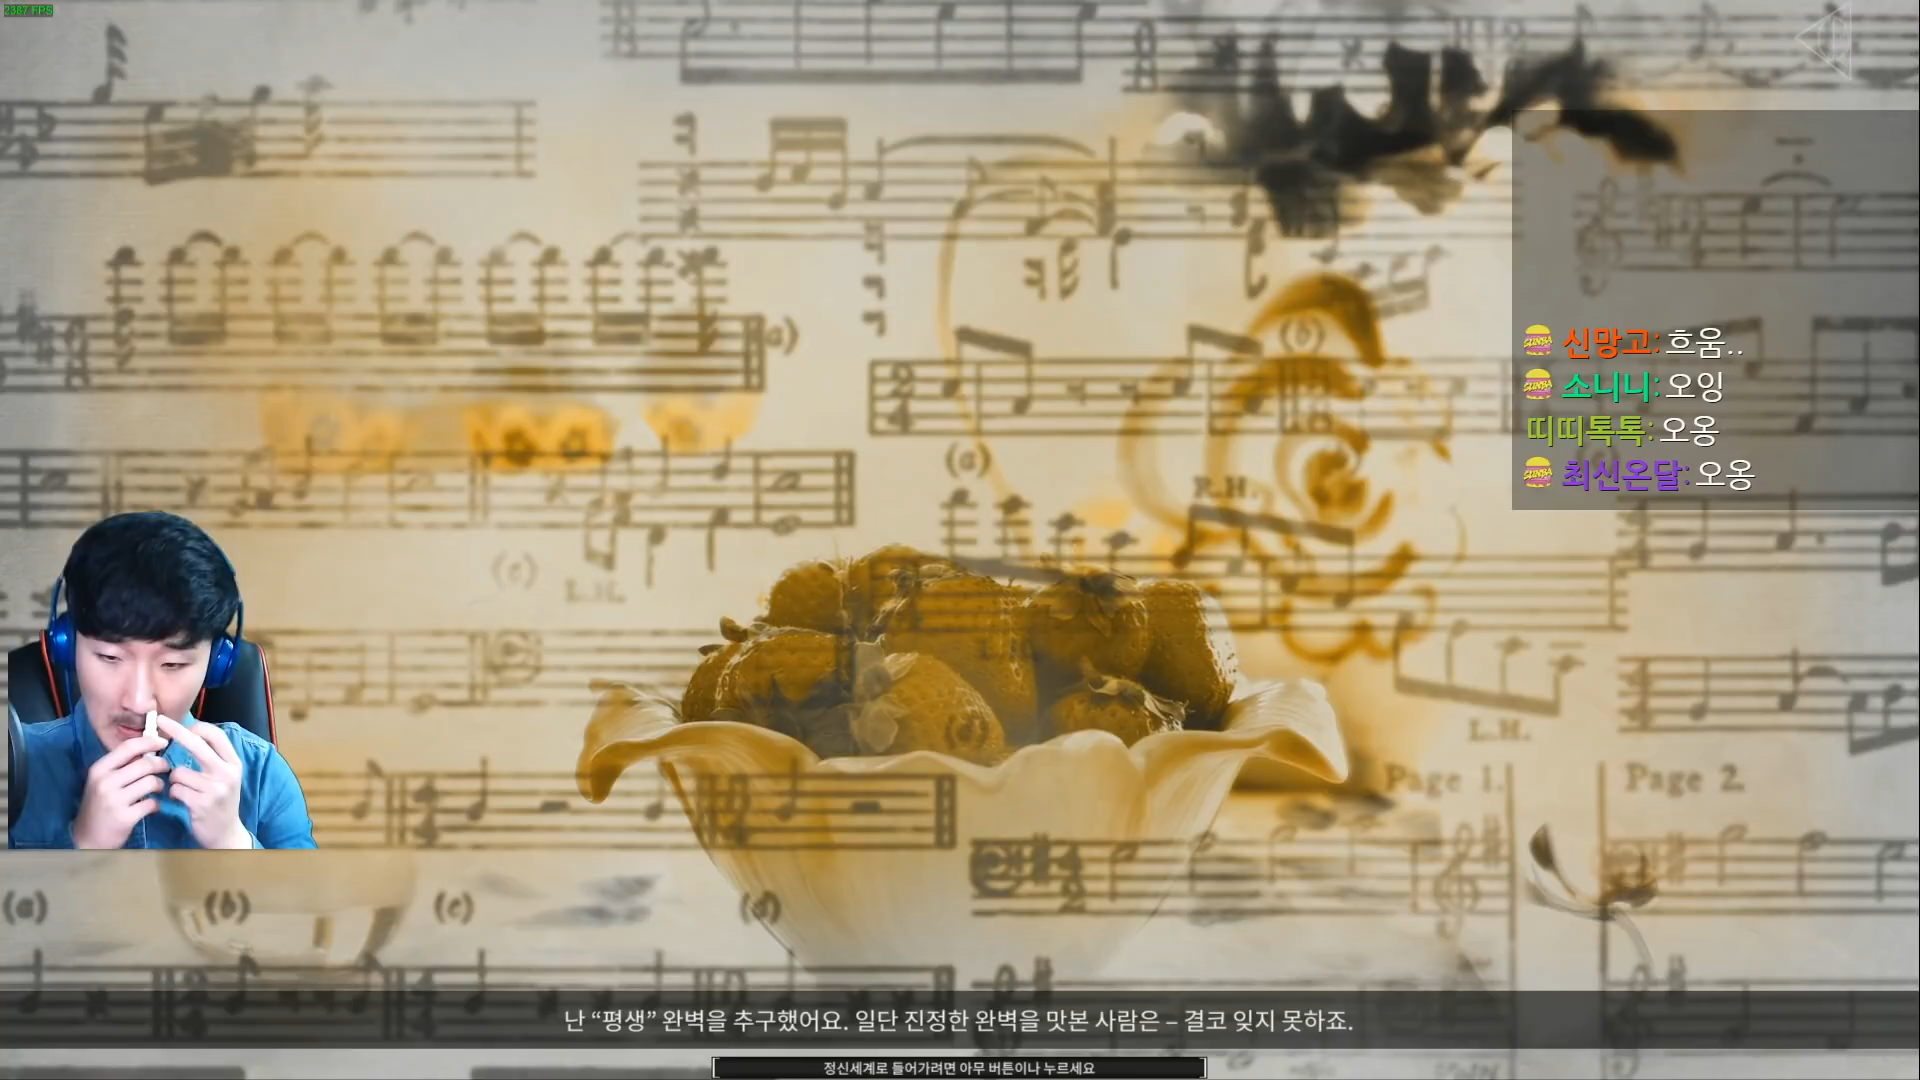 2387 FPS
a)
(b)
신망고: 흐움..
소니니: 오잉
띠띠톡톡: 오옹
(a)
최신온달: 오옹
R.H.
(c)
L.H.
L.H.
Page 1.
Page 2.
(a)
(b)
(c)
(d)
난 “평생” 완벽을 추구했어요. 일단 진정한 완벽을 맛본 사람은 – 결코 잊지 못하죠.
정신세계로 들어가려면 아무 버튼이나 누르세요